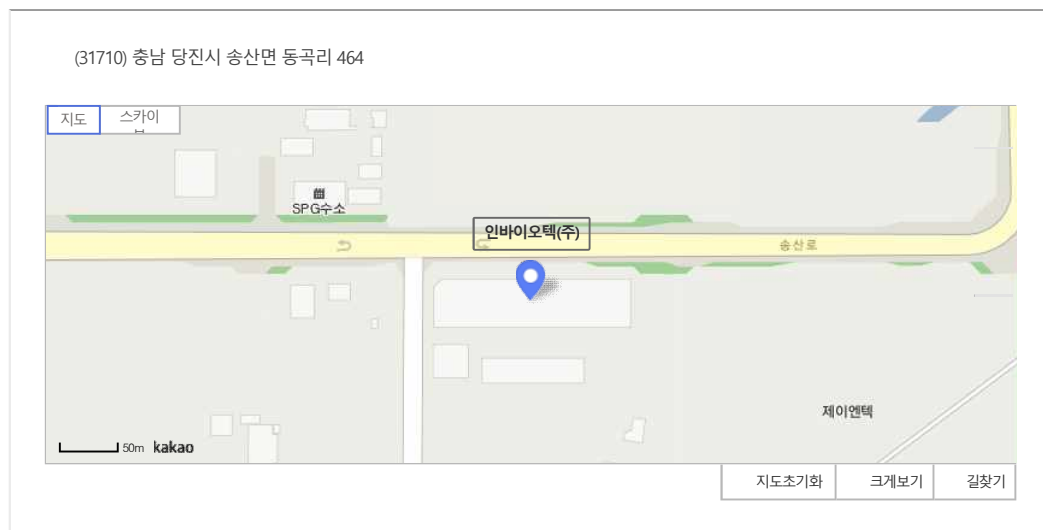 (31710) 충남 당진시 송산면 동곡리 464
지도
스카이
뷰
SPG수소
인바이오텍(주)
송산로
제이엔텍
50m kakao
지도초기화 크게보기 길찾기